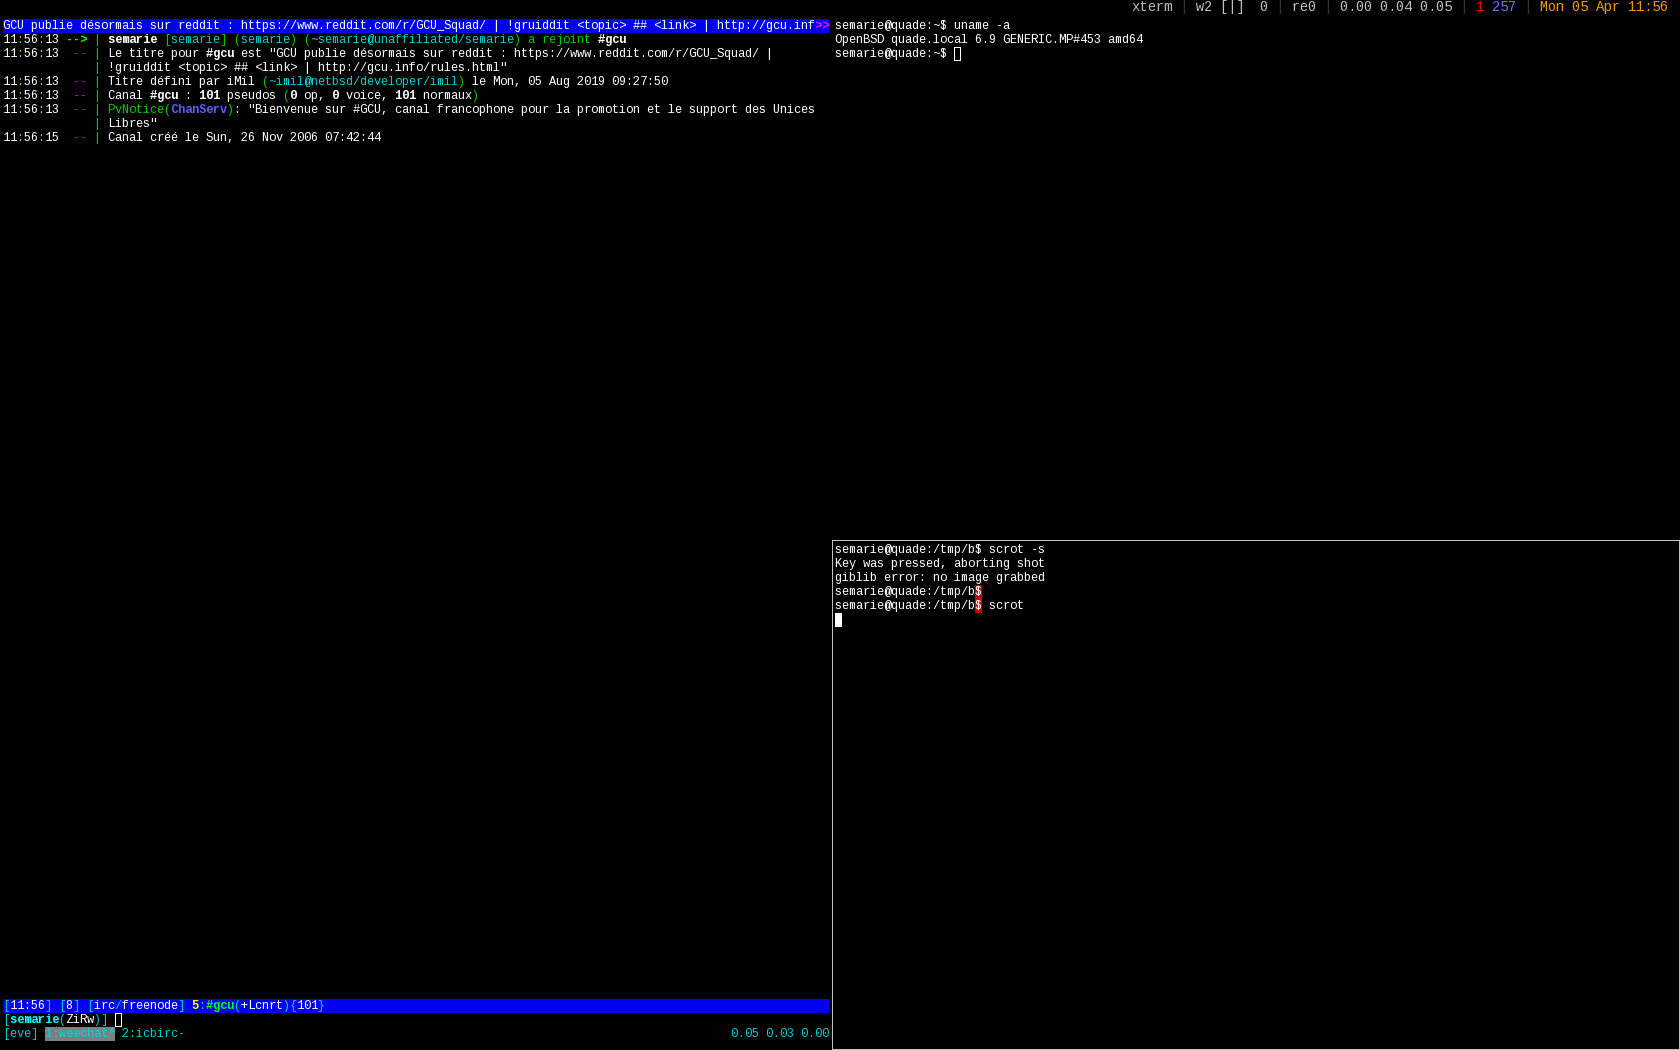 xterm | w2 [|] 0 | re0 | 0.00 0.04 0.05 | 1 257 | Mon 05 Apr 11:56
GCU publie désormais sur reddit : https://www.reddit.com/r/GCU_Squad/ | !gruiddit <topic> ## <link> | http://gcu.inf>>
11:56:13 --> | semarie [semarie] (semarie) (~semarie@unaffiliated/semarie) a rejoint #gcu
11:56:13 -- | Le titre pour #gcu est "GCU publie désormais sur reddit : https://www.reddit.com/r/GCU_Squad/ |
| !gruiddit <topic> ## <link> | http://gcu.info/rules.html"
11:56:13 -- | Titre défini par iMil (~imil@netbsd/developer/imil) le Mon, 05 Aug 2019 09:27:50
11:56:13 -- | Canal #gcu : 101 pseudos (0 op, 0 voice, 101 normaux)
11:56:13 -- | PvNotice(ChanServ): "Bienvenue sur #GCU, canal francophone pour la promotion et le support des Unices
| Libres"
11:56:15 -- | Canal créé le Sun, 26 Nov 2006 07:42:44
[11:56] [8] [irc/freenode] 5:#gcu(+Lcnrt){101}
[semarie(ZiRw)]
[eve] 1:weechat* 2:icbirc- 0.05 0.03 0.00
semarie@quade:~$ uname -a
OpenBSD quade.local 6.9 GENERIC.MP#453 amd64
semarie@quade:~$
semarie@quade:/tmp/b$ scrot -s
Key was pressed, aborting shot
giblib error: no image grabbed
semarie@quade:/tmp/b$
semarie@quade:/tmp/b$ scrot